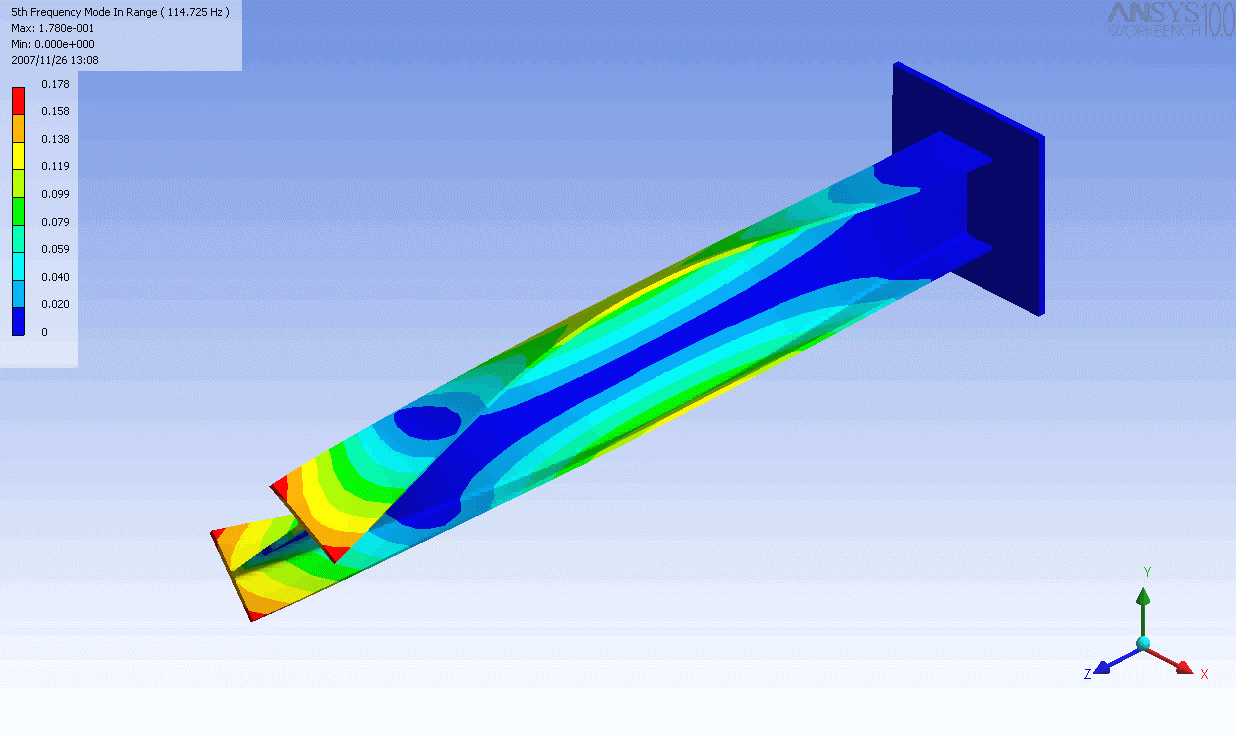 5th Frequency Mode In Range ( 114.725 Hz )
Max: 1.780e-001
Min: 0.000e+000
2007/11/26 13:08
ANSYS 10.0
WORKBENCH
0.178
0.158
0.138
0.119
0.099
0.079
0.059
0.040
0.020
0
Y
Z
X